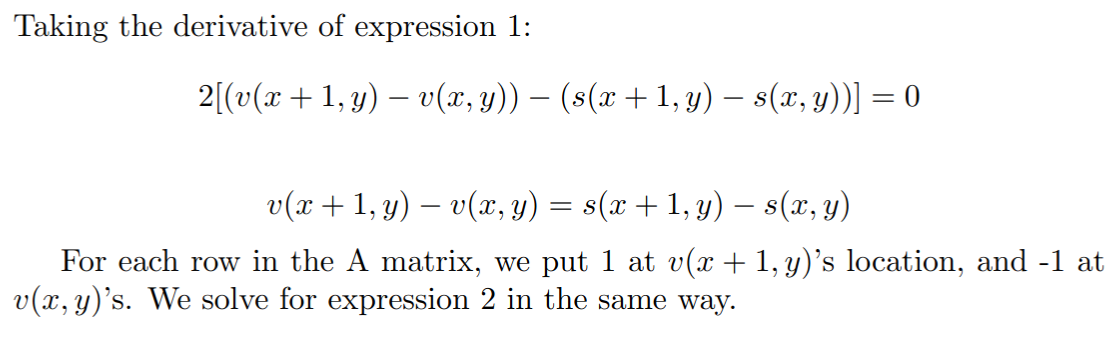 Taking the derivative of expression 1:
2[(v(x + 1, y) − v(x, y)) − (s(x + 1, y) − s(x, y))] = 0
v(x + 1, y) − v(x, y) = s(x + 1, y) − s(x, y)
For each row in the A matrix, we put 1 at v(x + 1, y)’s location, and -1 at
v(x, y)’s. We solve for expression 2 in the same way.